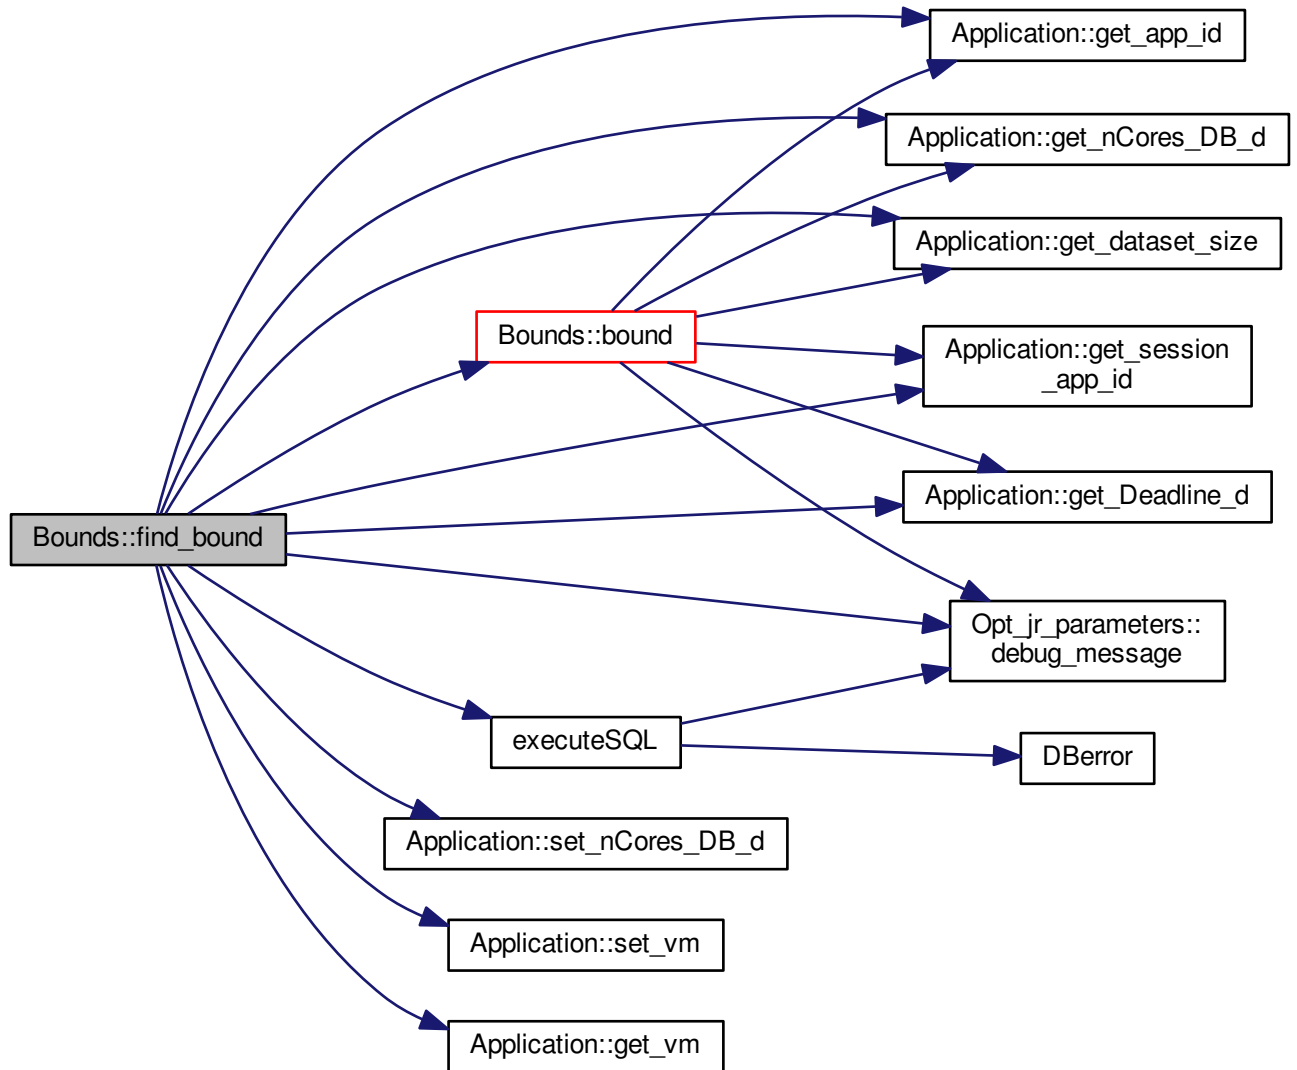 Application::get_app_id
Application::get_nCores_DB_d
Application::get_dataset_size
Bounds::bound
Application::get_session
_app_id
Application::get_Deadline_d
Bounds::find_bound
Opt_jr_parameters::
debug_message
executeSQL
DBerror
Application::set_nCores_DB_d
Application::set_vm
Application::get_vm